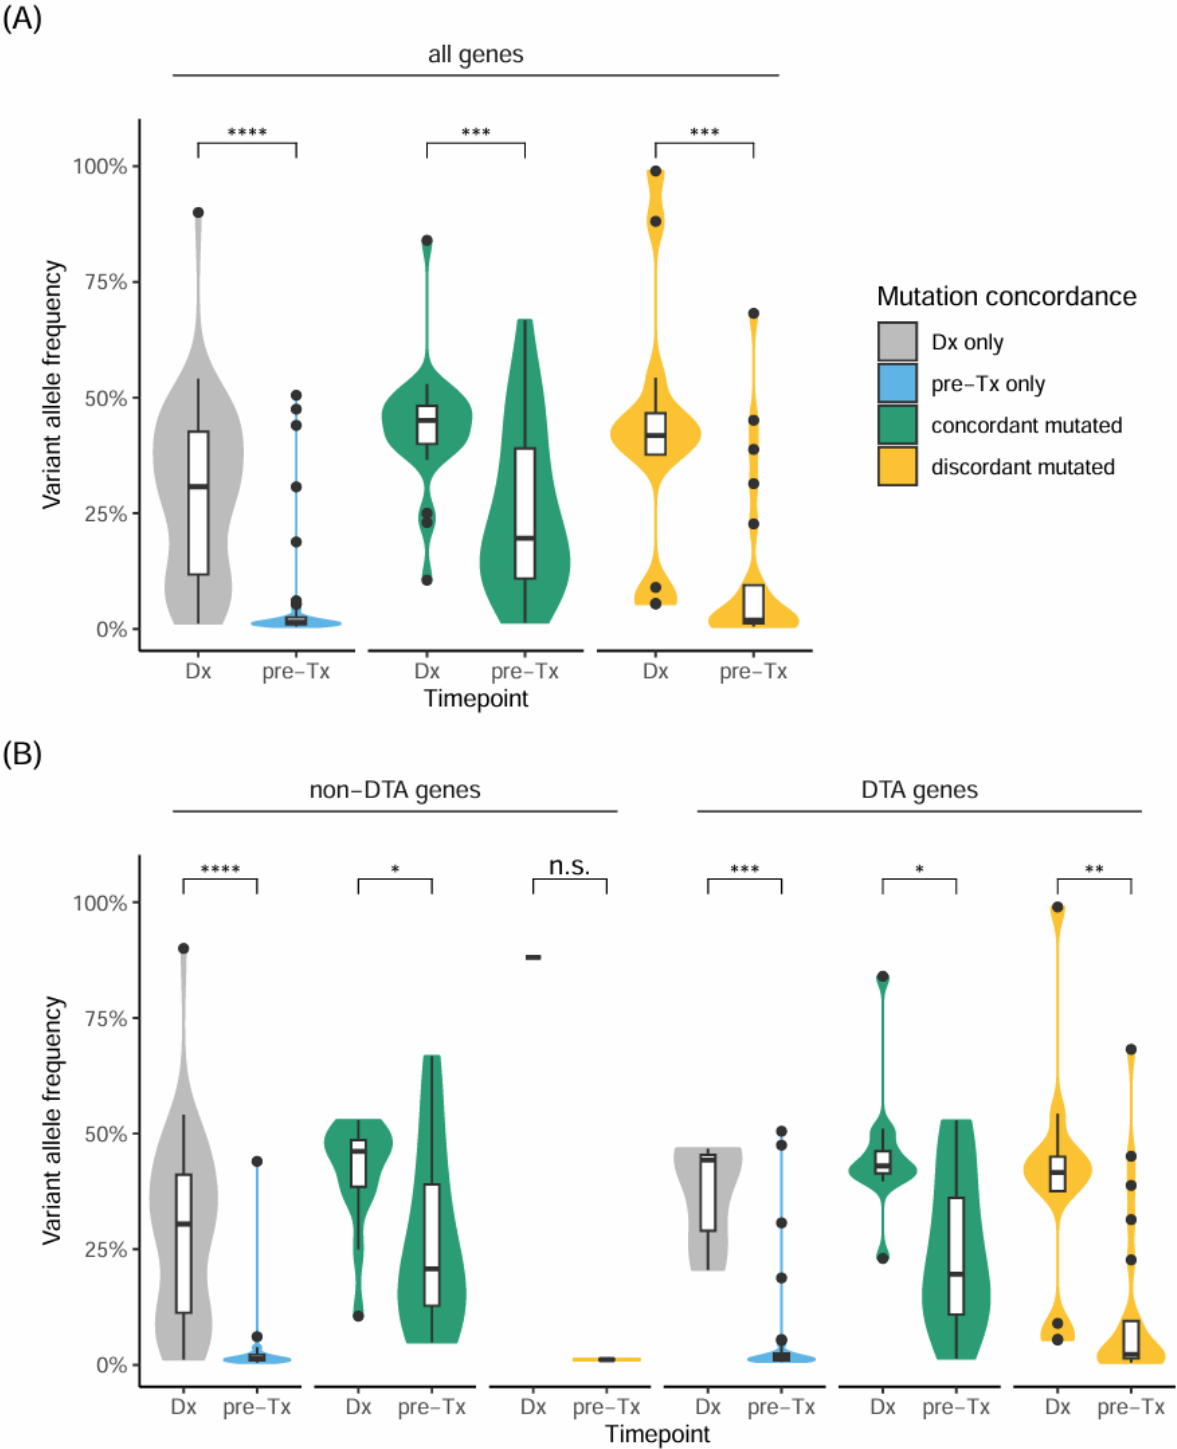 (A)
all genes
**** *** ***
100%
75%
50%
25%
0%
Variant allele frequency
Dx pre-Tx Dx pre-Tx Dx pre-Tx
Timepoint
Mutation concordance
Dx only
pre-Tx only
concordant mutated
discordant mutated
(B)
non-DTA genes DTA genes
**** * n.s. *** * **
100%
75%
50%
25%
0%
Variant allele frequency
Dx pre-Tx Dx pre-Tx Dx pre-Tx Dx pre-Tx Dx pre-Tx Dx pre-Tx
Timepoint